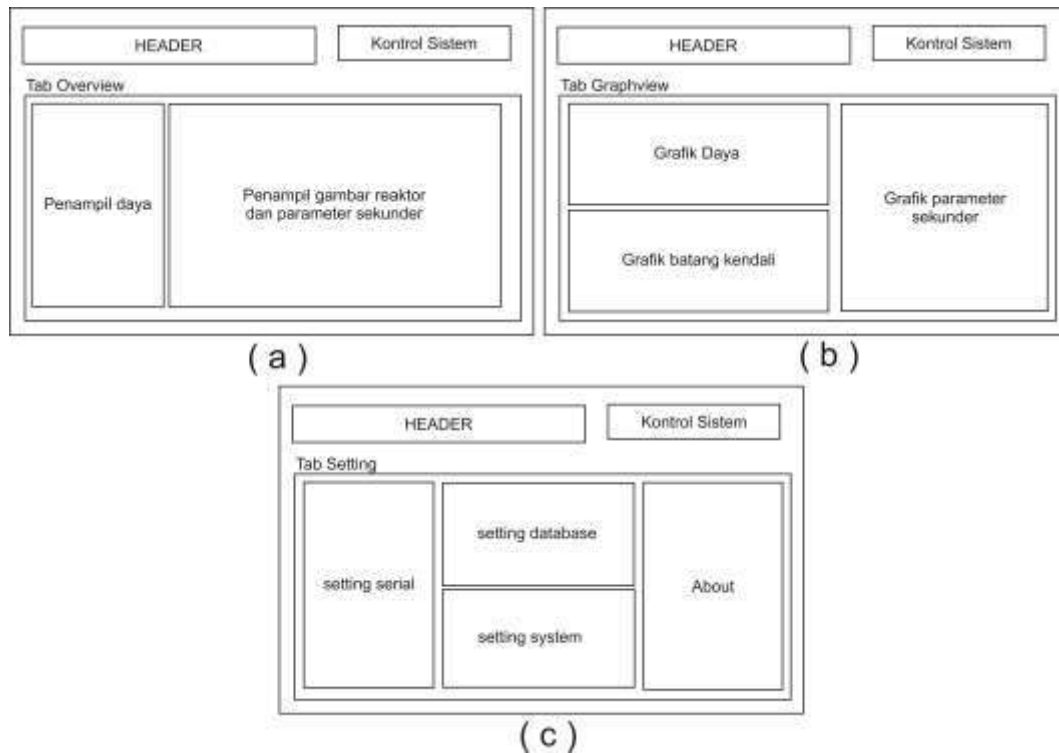 HEADER
Kontrol Sistem
Tab Overview
Penampil daya
Penampil gambar reaktor
dan parameter sekunder
( a )
HEADER
Kontrol Sistem
Tab Graphview
Grafik Daya
Grafik batang kendali
Grafik parameter
sekunder
( b )
HEADER
Kontrol Sistem
Tab Setting
setting serial
setting database
setting system
About
( c )